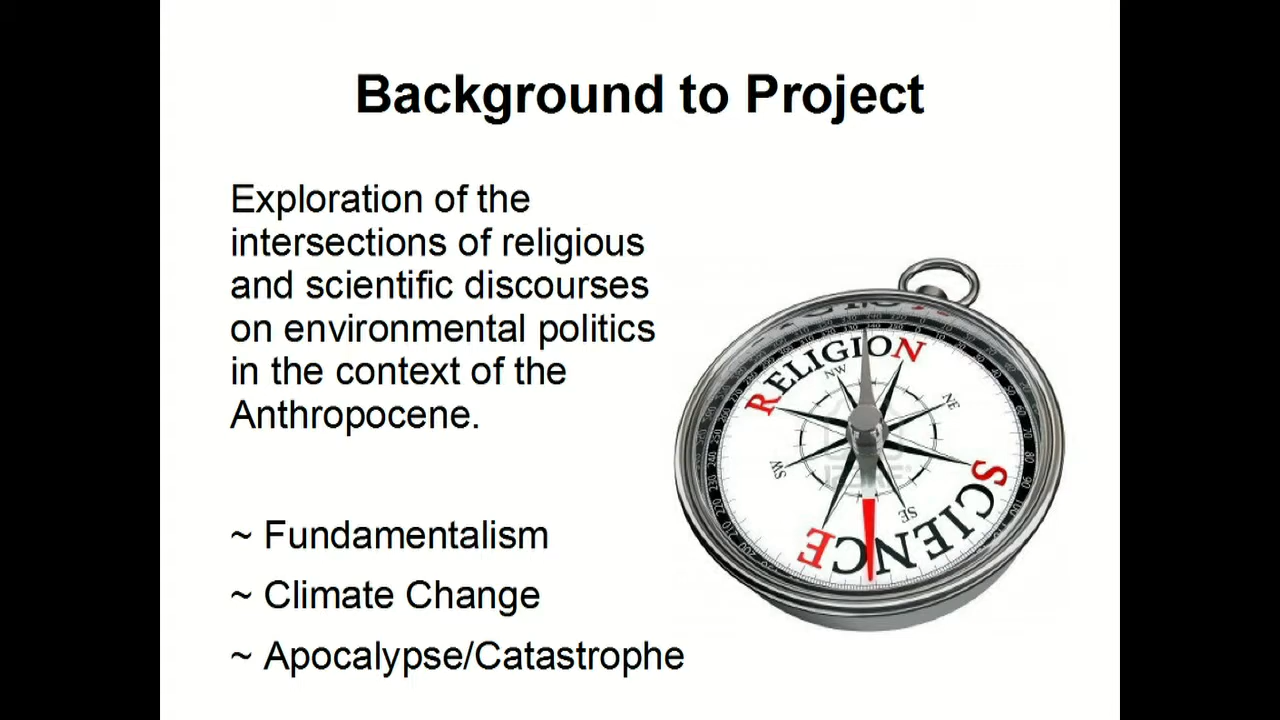 Background to Project
Exploration of the
intersections of religious
and scientific discourses
on environmental politics
in the context of the
Anthropocene.
~ Fundamentalism
~ Climate Change
~ Apocalypse/Catastrophe
RELIGION
NW
NE
SW
SE
SCIENCE